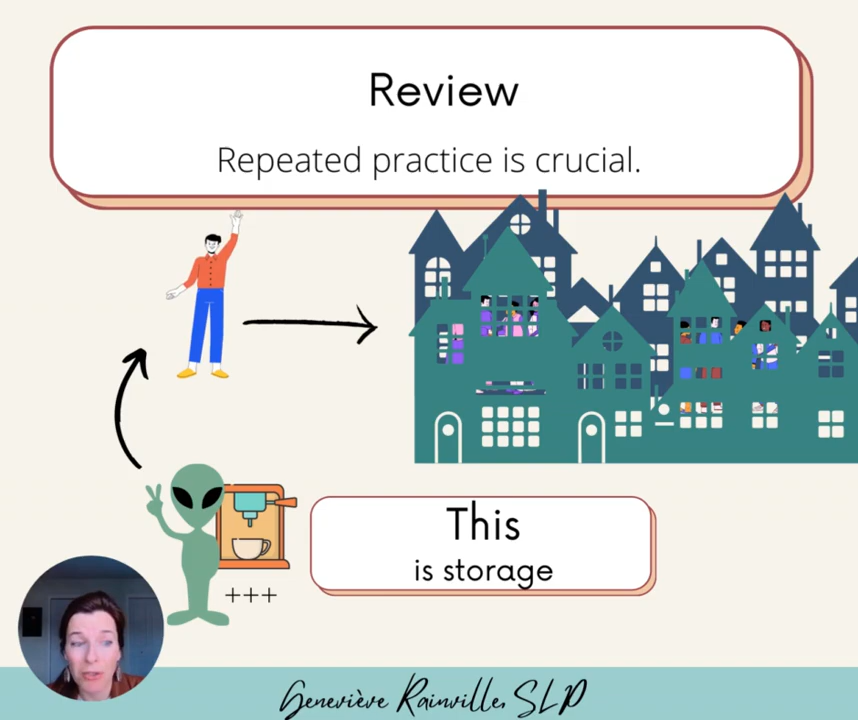 Review
Repeated practice is crucial.
This
is storage
+++
Geneviève Rainville, SLP